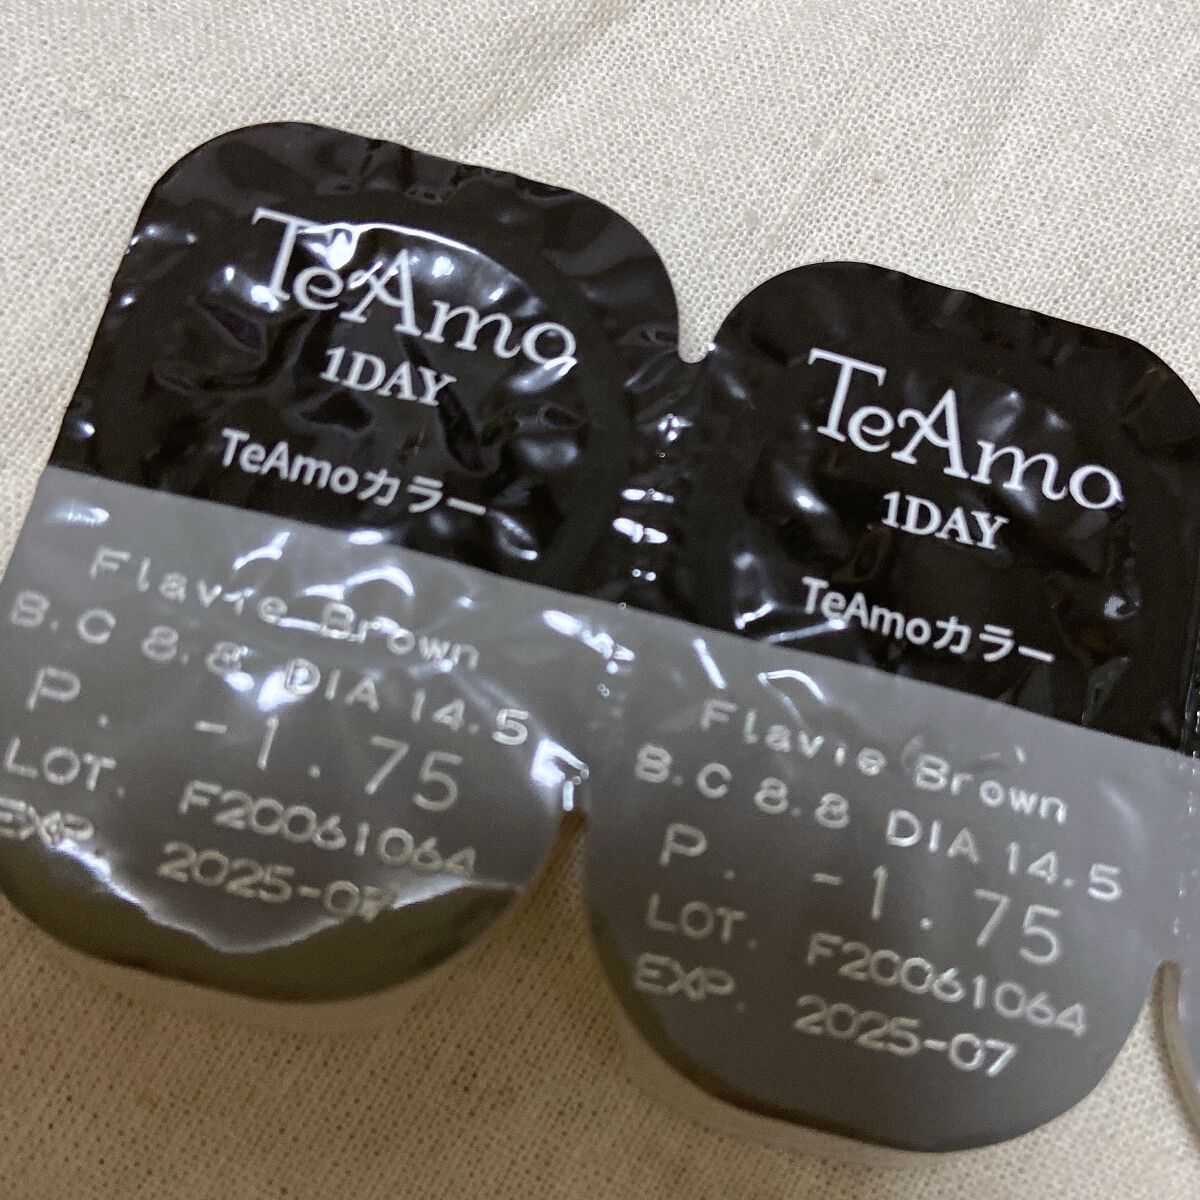 TeAmo
1DAY
TeAmoカラー
Flavie Brown
B.C 8.8 DIA 14.5
P. -1.75
LOT. F20061064
EXP. 2025-07
TeAmo
1DAY
TeAmoカラー
Flavie Brown
B.C 8.8 DIA 14.5
P. -1.75
LOT. F20061064
EXP. 2025-07